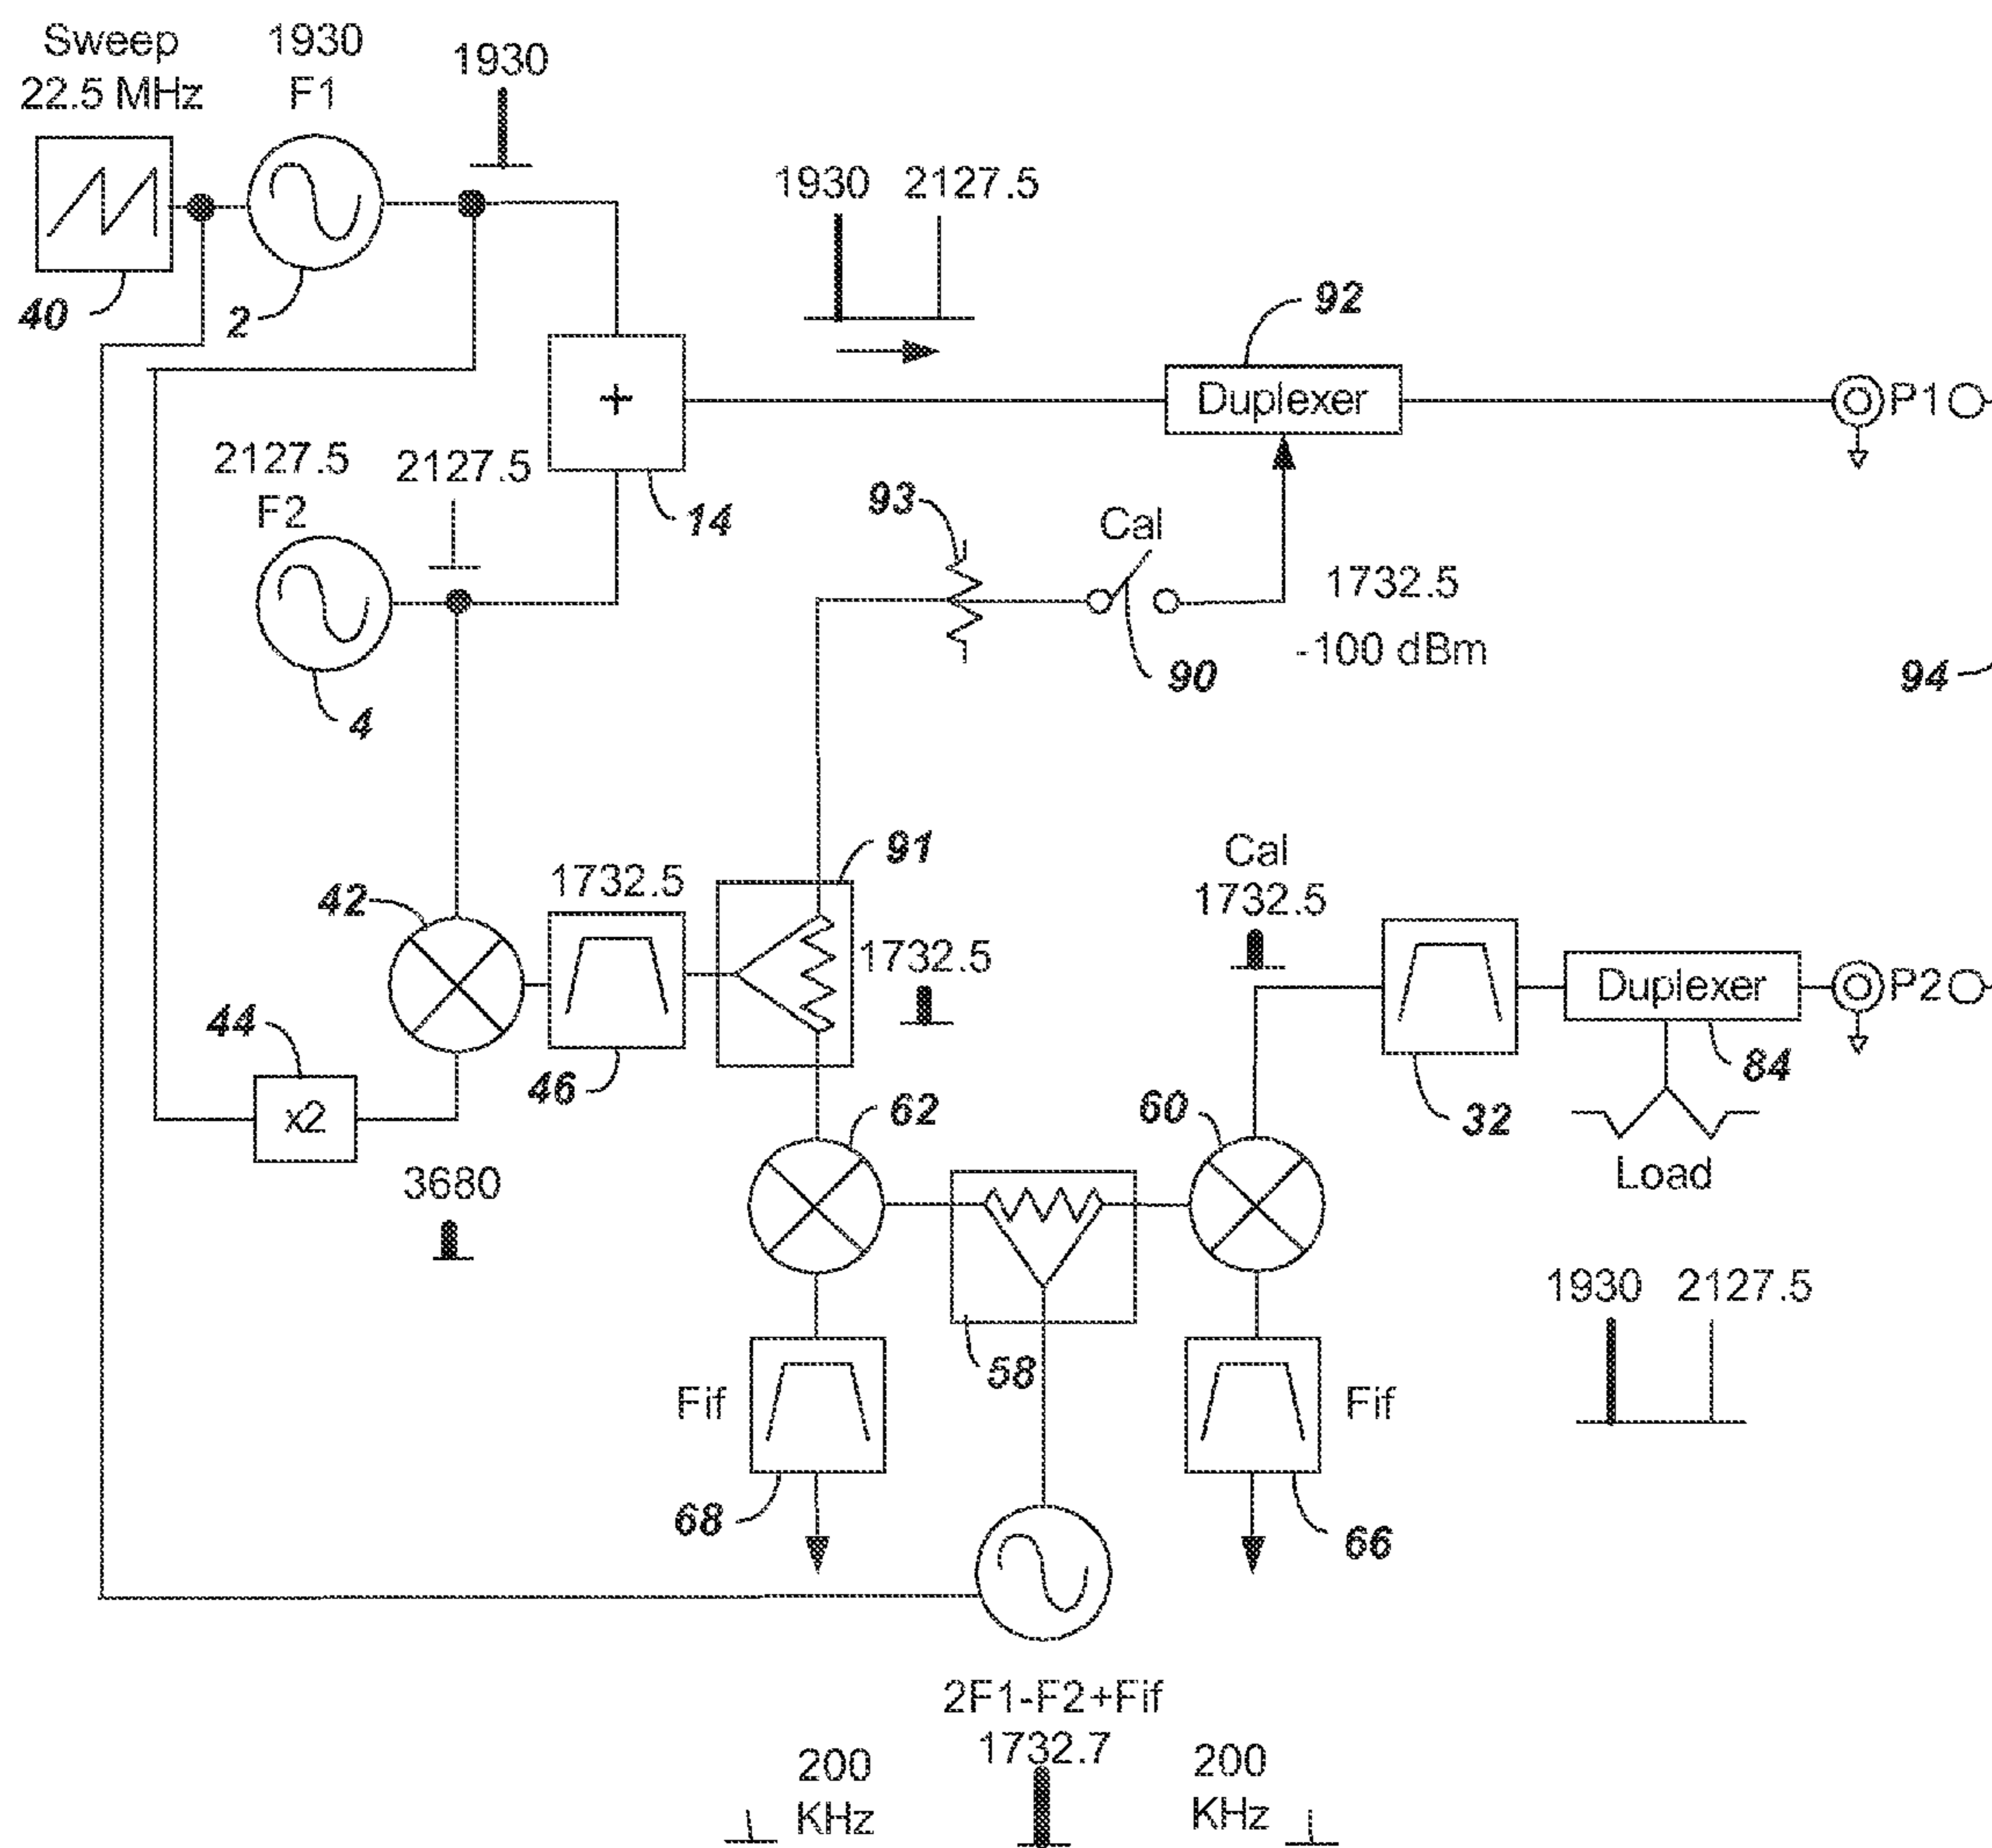 Sweep
22.5 MHz
1930
F1
1930
1930 2127.5
40
2
92
+
Duplexer
P1
2127.5
F2
2127.5
14
93
Cal
1732.5
-100 dBm
90
94
4
91
Cal
1732.5
42
1732.5
1732.5
Duplexer
P2
44
x2
46
62
60
32
84
Load
3680
1930 2127.5
58
Fif
Fif
68
66
2F1-F2+Fif
1732.7
200
KHz
200
KHz